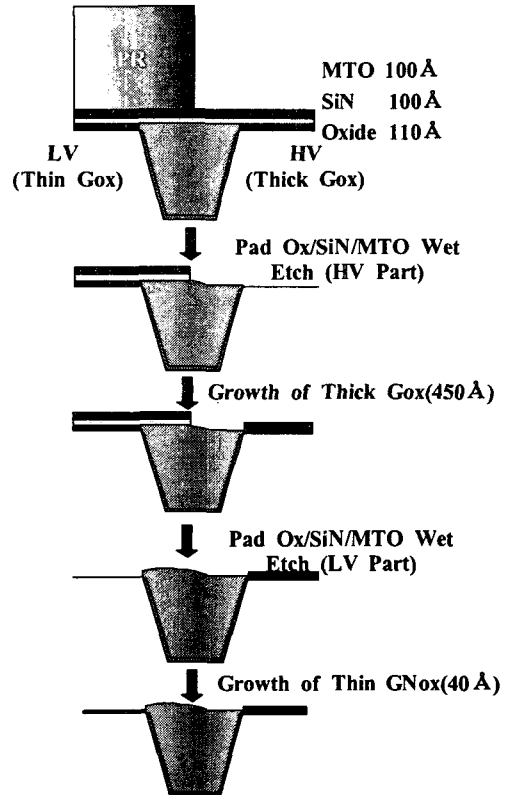 PR
MTO 100Å
SiN 100Å
Oxide 110Å
LV
(Thin Gox)
HV
(Thick Gox)
Pad Ox/SiN/MTO Wet
Etch (HV Part)
Growth of Thick Gox(450Å)
Pad Ox/SiN/MTO Wet
Etch (LV Part)
Growth of Thin GNox(40Å)